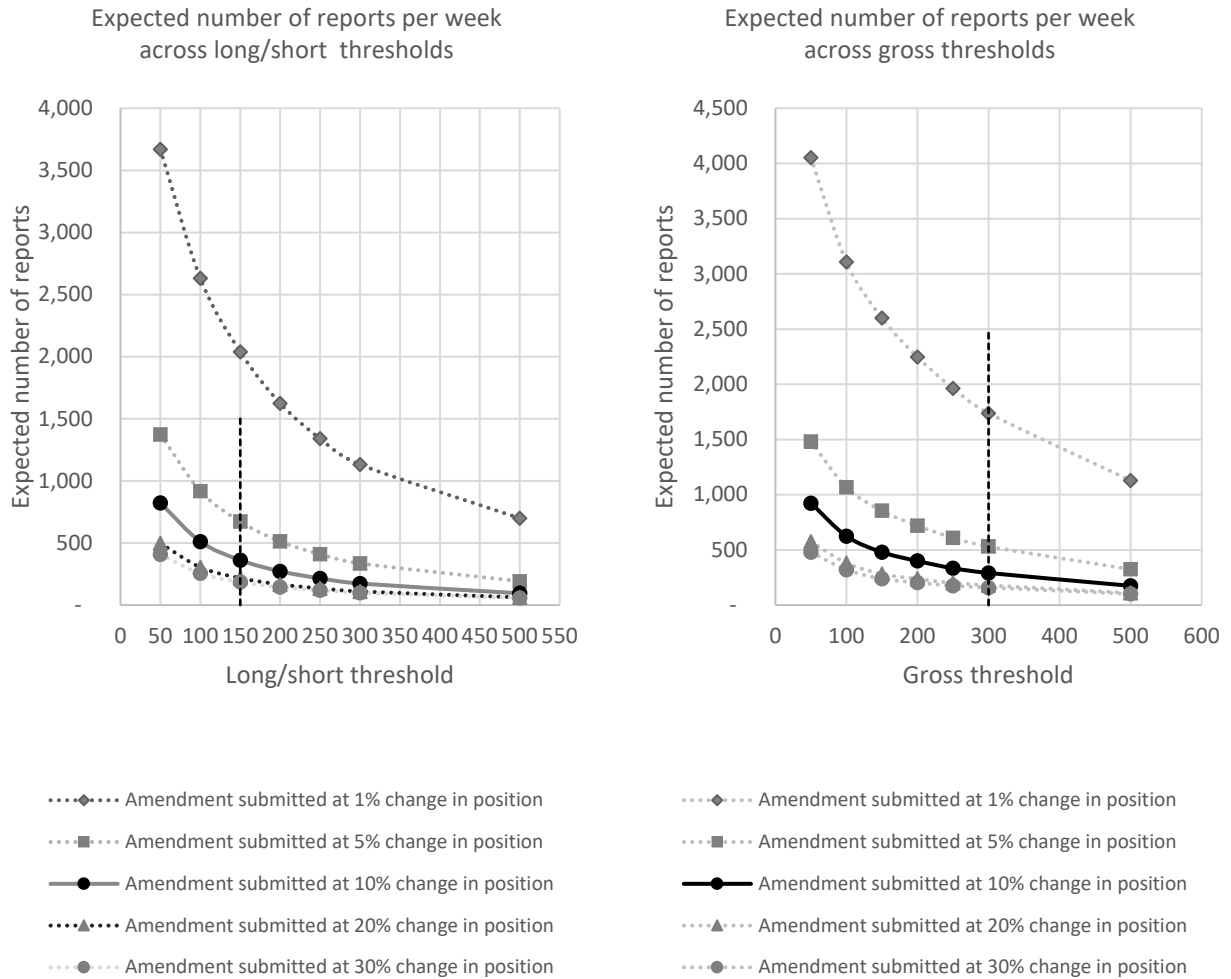 Expected number of reports per week
across long/short thresholds
4,000
3,500
3,000
2,500
2,000
1,500
1,000
500
-
Expected number of reports
0 50 100 150 200 250 300 350 400 450 500 550
Long/short threshold
Amendment submitted at 1% change in position
Amendment submitted at 5% change in position
Amendment submitted at 10% change in position
Amendment submitted at 20% change in position
Amendment submitted at 30% change in position
Expected number of reports per week
across gross thresholds
4,500
4,000
3,500
3,000
2,500
2,000
1,500
1,000
500
-
Expected number of reports
0 100 200 300 400 500 600
Gross threshold
Amendment submitted at 1% change in position
Amendment submitted at 5% change in position
Amendment submitted at 10% change in position
Amendment submitted at 20% change in position
Amendment submitted at 30% change in position